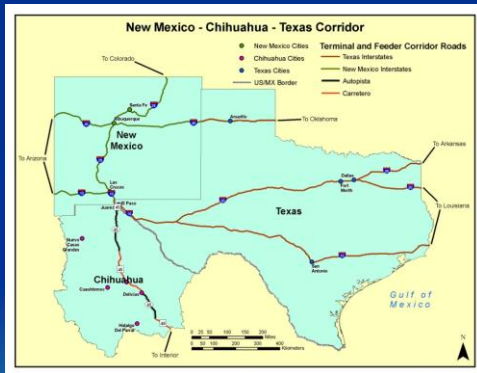 New Mexico - Chihuahua - Texas Corridor
New Mexico Cities
Chihuahua Cities
Texas Cities
US/MX Border
Terminal and Feeder Corridor Roads
Texas Interstates
New Mexico Interstates
Autopista
Carretero
To Colorado
Santa Fe
Albuquerque
Amarillo
To Oklahoma
New
Mexico
To Arizona
To Arkansas
Dallas
Fort
Worth
Las
Cruces
El Paso
Juarez
Texas
To Louisiana
San
Antonio
Nuevo
Casas
Grandes
Chihuahua
Cuauhtemoc
Delicias
Hidalgo
Del Parral
To Interior
Gulf of
Mexico
Miles
Kilometers
N